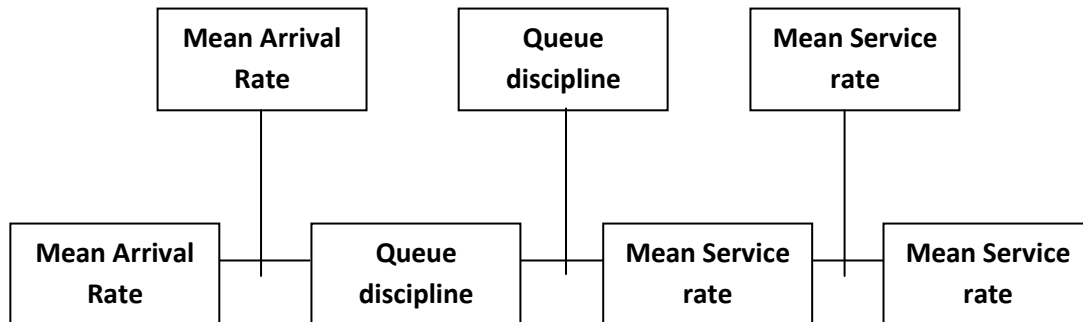 Mean Arrival
Rate
Queue
discipline
Mean Service
rate
Mean Arrival
Rate
Queue
discipline
Mean Service
rate
Mean Service
rate